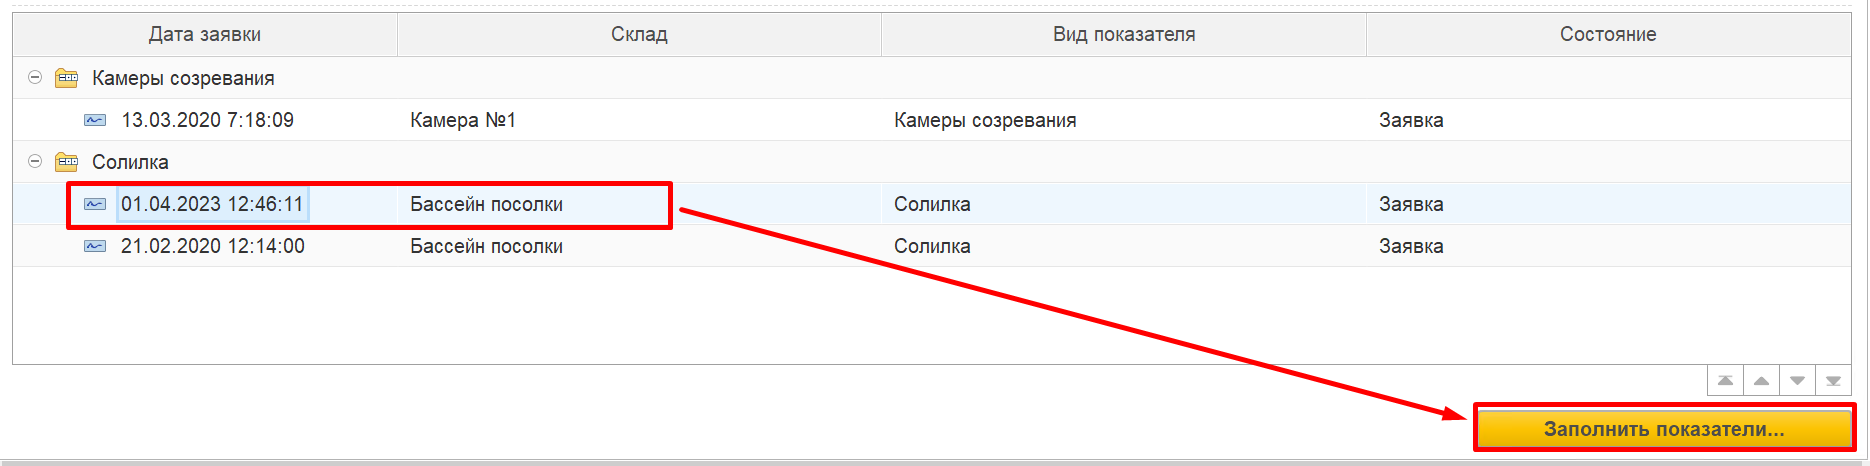 Дата заявки Склад Вид показателя Состояние
Камеры созревания
13.03.2020 7:18:09 Камера №1 Камеры созревания Заявка
Солилка
01.04.2023 12:46:11 Бассейн посолки Солилка Заявка
21.02.2020 12:14:00 Бассейн посолки Солилка Заявка
Заполнить показатели...